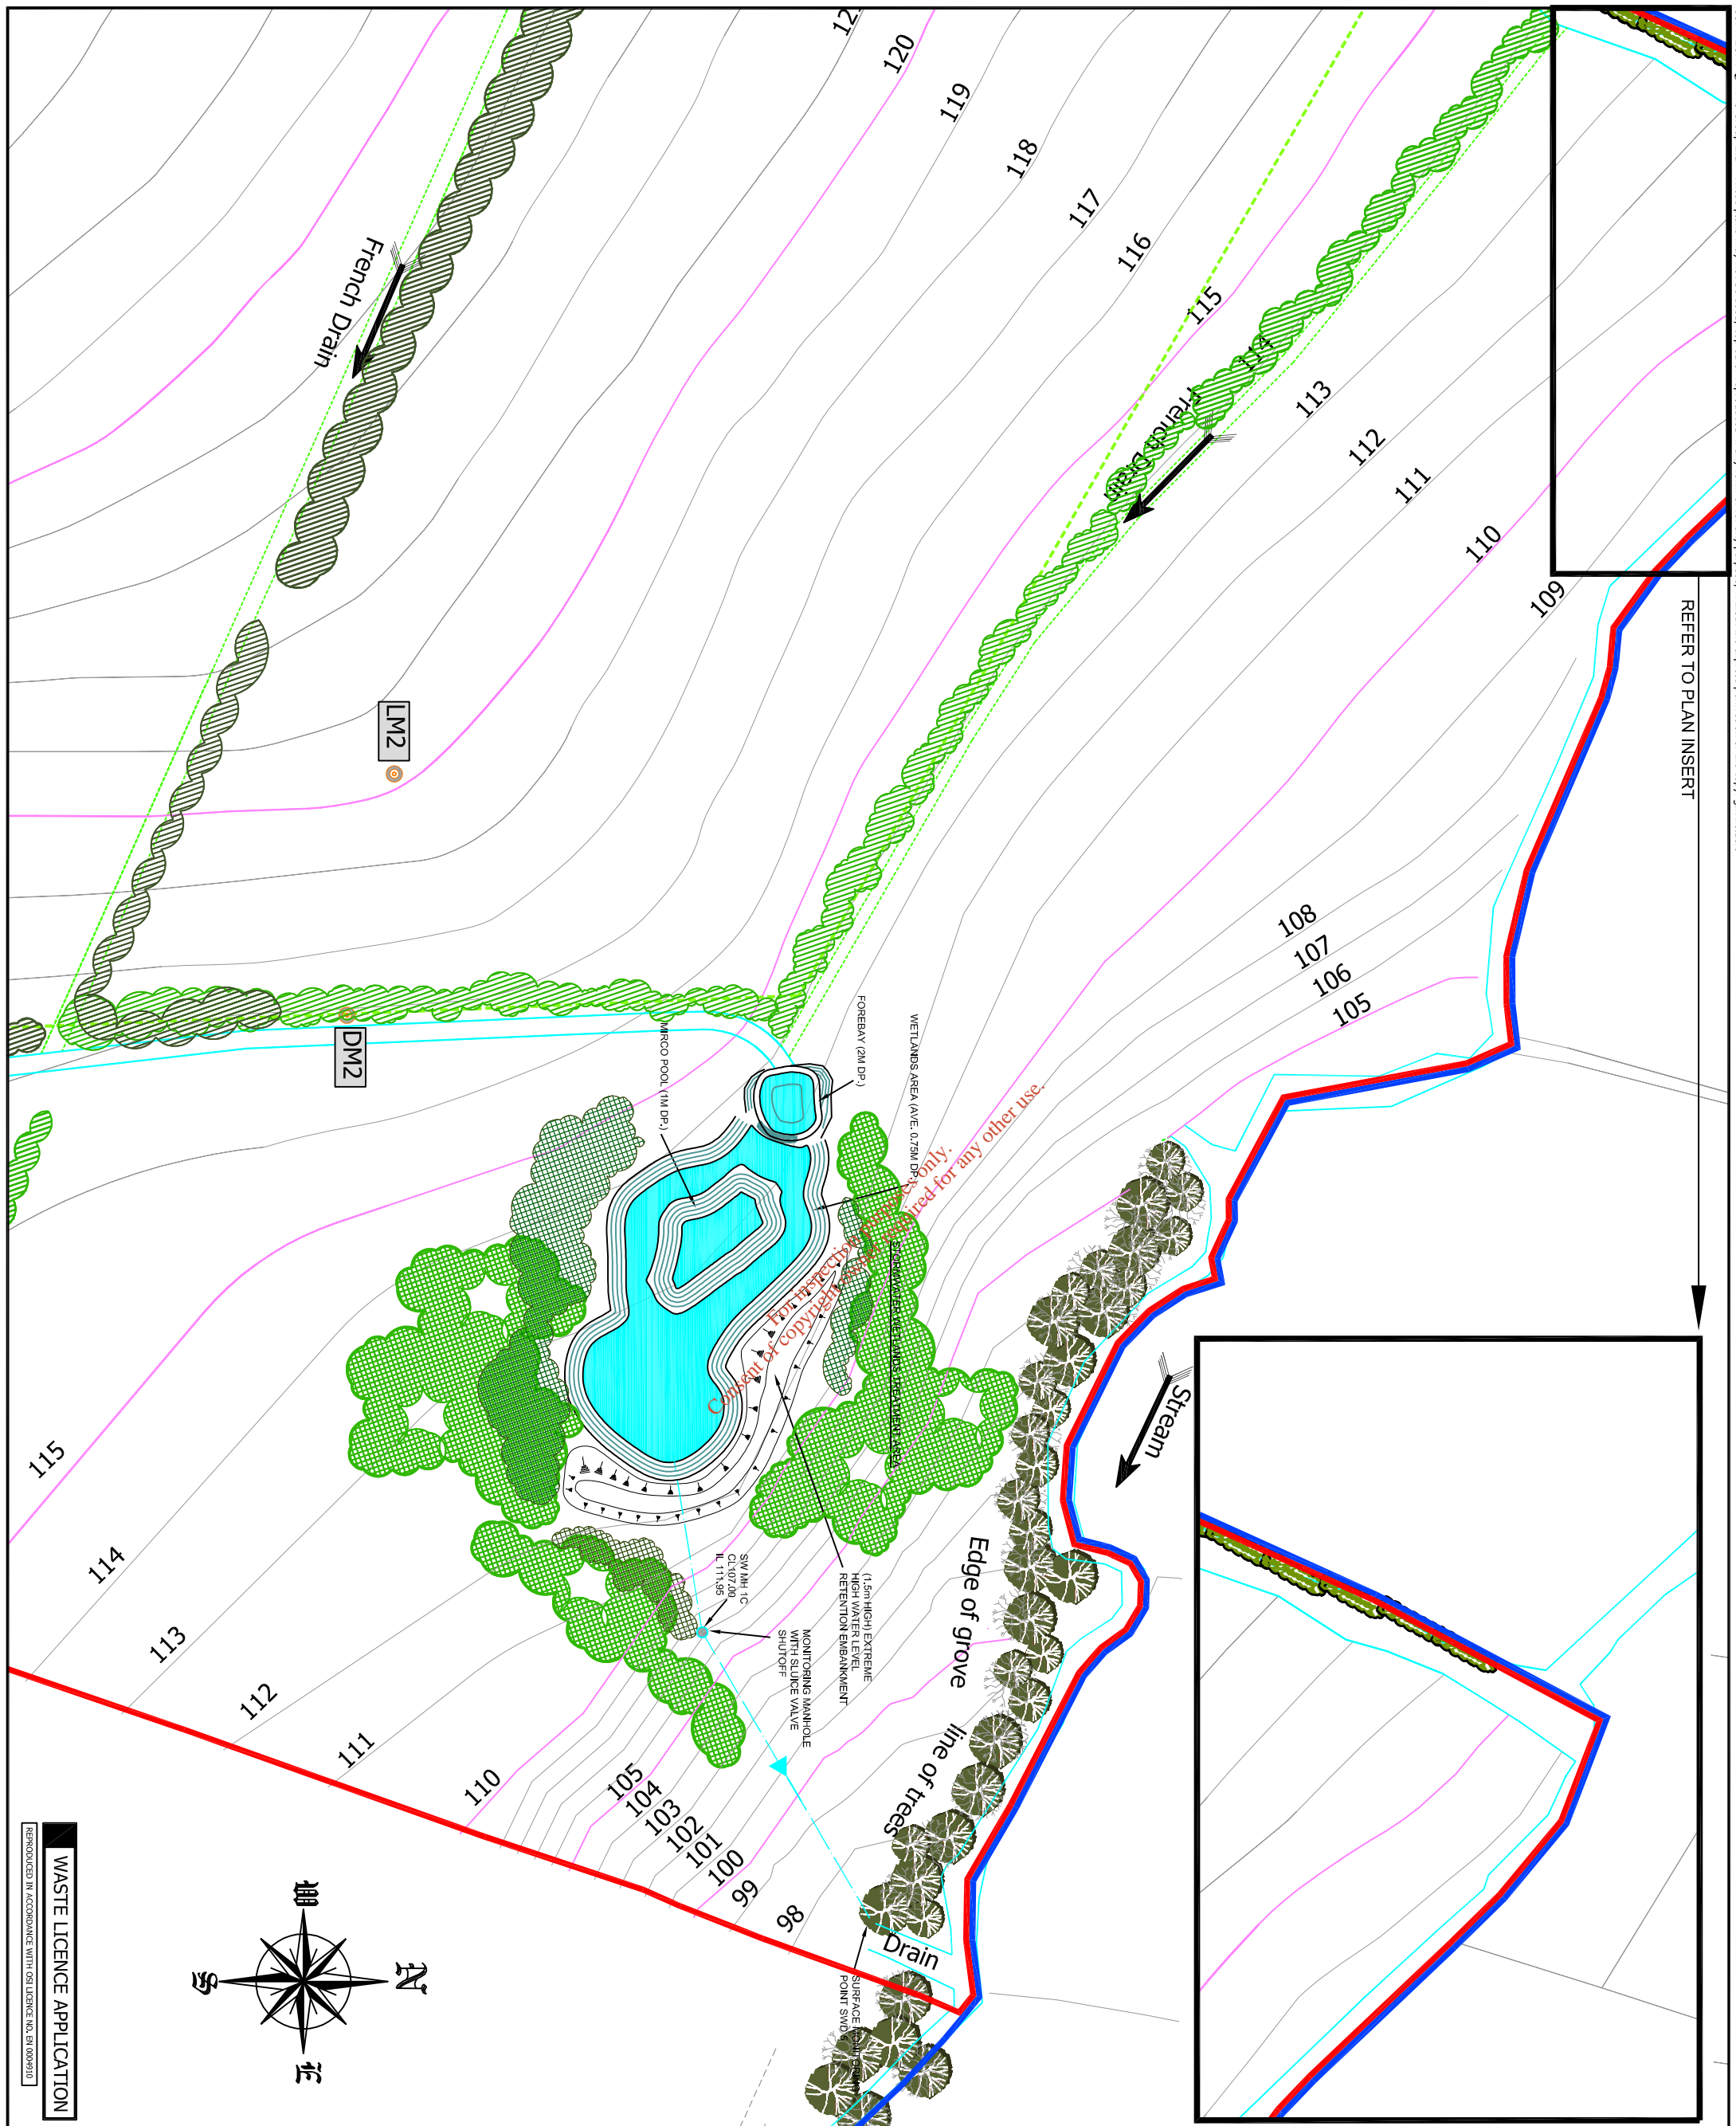 REFER TO PLAN INSERT
120
119
118
117
116
115
114
113
112
111
110
109
108
107
106
105
French Drain
French Drain
LM2
DM2
FOREBAY (2M DP.)
WETLANDS AREA (AVE. 0.75M DP.)
MIRCO POOL (1M DP.)
STORMWATER WETLANDS TREATMENT AREA
For inspection purposes only.
Consent of copyright owner required for any other use.
Stream
Edge of grove
line of trees
(1.5m HIGH) EXTREME
HIGH WATER LEVEL
RETENTION EMBANKMENT
SW MH 1C
CL107.00
IL 111.95
MONITORING MANHOLE
WITH SLUICE VALVE
SHUTOFF
Drain
SURFACE MONITORING
POINT SWD
115
114
113
112
111
110
105
104
103
102
101
100
99
98
N
E
S
W
WASTE LICENCE APPLICATION
REPRODUCED IN ACCORDANCE WITH OSI LICENCE NO. EN 0004910